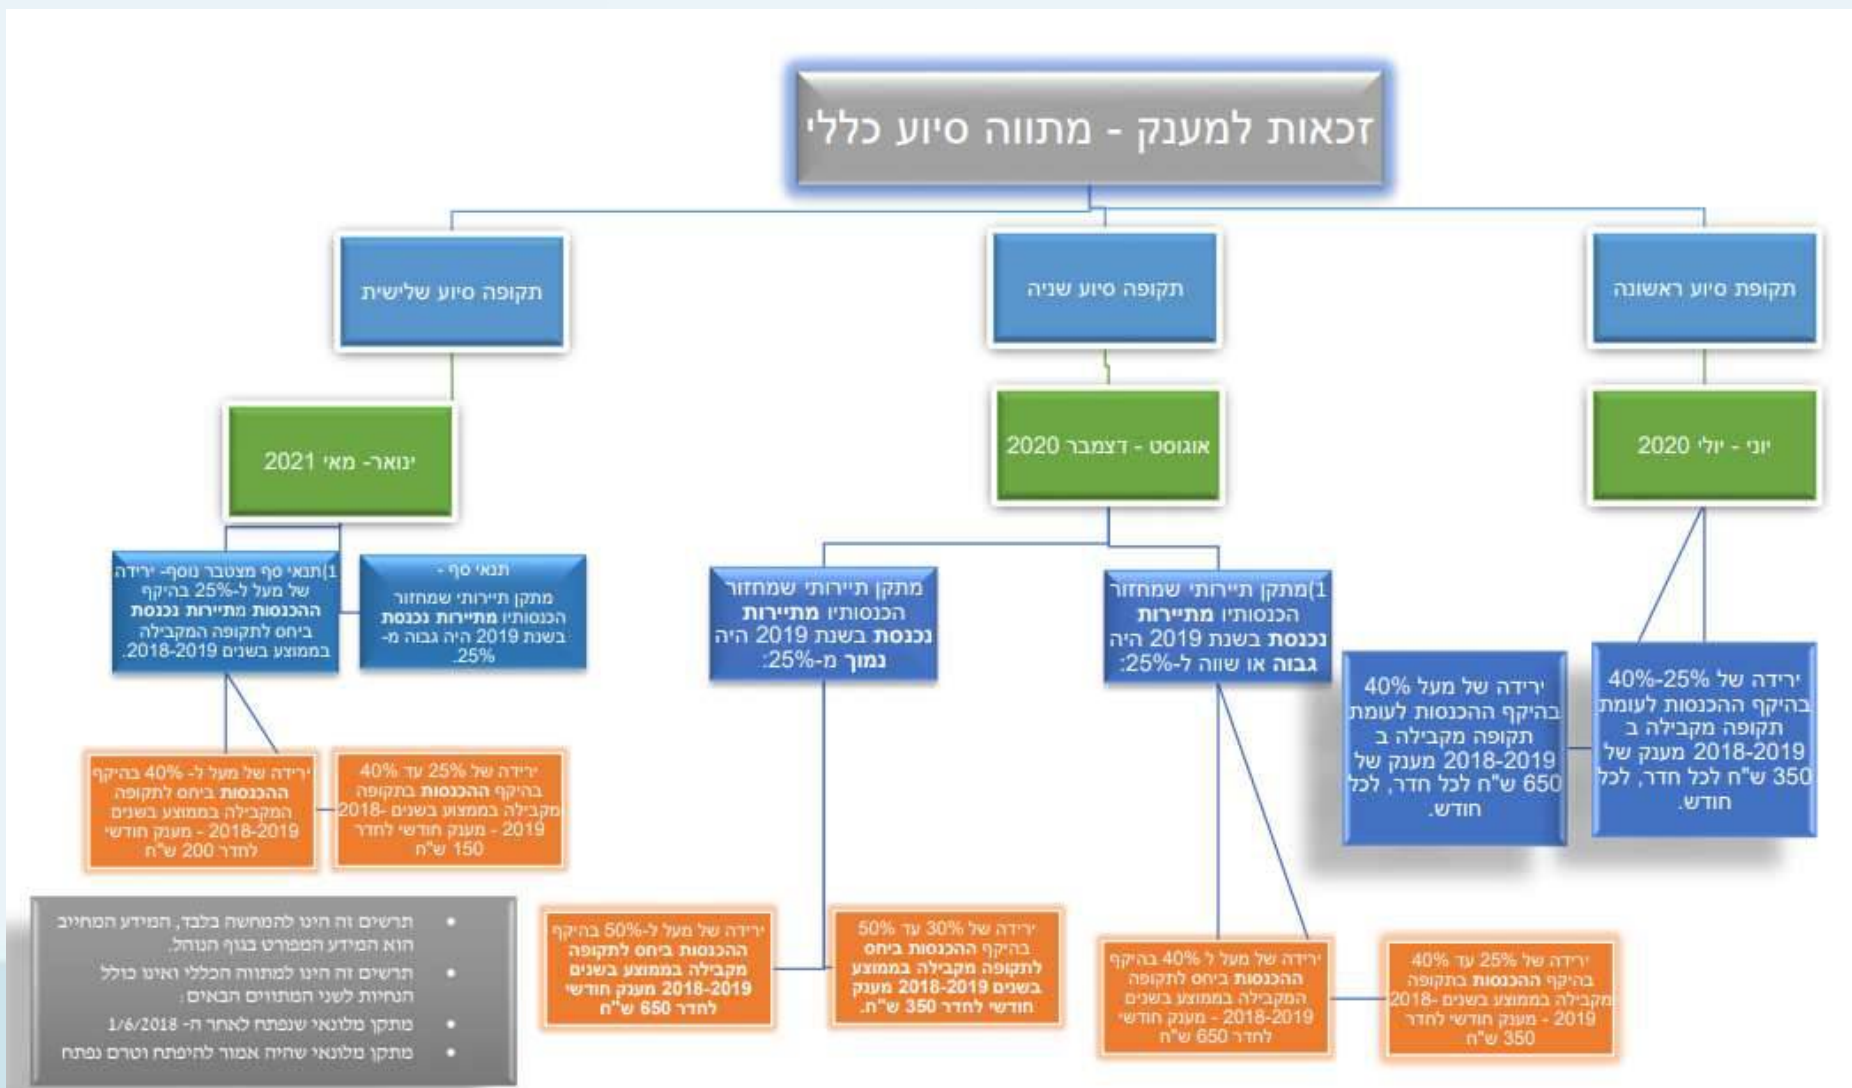 זכאות למענק - מתווה סיוע כללי
תקופת סיוע ראשונה
תקופה סיוע שניה
תקופה סיוע שלישית
יוני - יולי 2020
אוגוסט - דצמבר 2020
ינואר- מאי 2021
ירידה של 25%-40%
בהיקף ההכנסות לעומת
תקופה מקבילה ב
2018-2019 מענק של
350 ש"ח לכל חדר, לכל
חודש.
ירידה של מעל 40%
בהיקף ההכנסות לעומת
תקופה מקבילה ב
2018-2019 מענק של
650 ש"ח לכל חדר, לכל
חודש.
1)מתקן תיירותי שמחזור
הכנסותיו מתיירות
נכנסת בשנת 2019 היה
גבוה או שווה ל-25%:
מתקן תיירותי שמחזור
הכנסותיו מתיירות
נכנסת בשנת 2019 היה
נמוך מ-25%:
תנאי סף -
מתקן תיירותי שמחזור
הכנסותיו מתיירות נכנסת
בשנת 2019 היה גבוה מ-
25%.
1)תנאי סף מצטבר נוסף- ירידה
של מעל ל-25% בהיקף
ההכנסות מתיירות נכנסת
ביחס לתקופה המקבילה
בממוצע בשנים 2018-2019.
ירידה של 25% עד 40%
בהיקף ההכנסות בתקופה
מקבילה בממוצע בשנים 2018-
2019 - מענק חודשי לחדר
350 ש"ח
ירידה של מעל ל 40% בהיקף
ההכנסות ביחס לתקופה
המקבילה בממוצע בשנים
2018-2019 - מענק חודשי
לחדר 650 ש"ח
ירידה של 30% עד 50%
בהיקף ההכנסות ביחס
לתקופה מקבילה בממוצע
בשנים 2018-2019 מענק
חודשי לחדר 350 ש"ח.
ירידה של מעל ל-50% בהיקף
ההכנסות ביחס לתקופה
מקבילה בממוצע בשנים
2018-2019 מענק חודשי
לחדר 650 ש"ח
ירידה של 25% עד 40%
בהיקף ההכנסות בתקופה
מקבילה בממוצע בשנים 2018-
2019 - מענק חודשי לחדר
150 ש"ח
ירידה של מעל ל- 40% בהיקף
ההכנסות ביחס לתקופה
המקבילה בממוצע בשנים
2018-2019 - מענק חודשי
לחדר 200 ש"ח
• תרשים זה הינו להמחשה בלבד, המידע המחייב
הוא המידע המפורט בגוף הנוהל.
• תרשים זה הינו למתווה הכללי ואינו כולל
הנחיות לשני המתווים הבאים:
• מתקן מלונאי שנפתח לאחר ה- 1/6/2018
• מתקן מלונאי שהיה אמור להיפתח וטרם נפתח